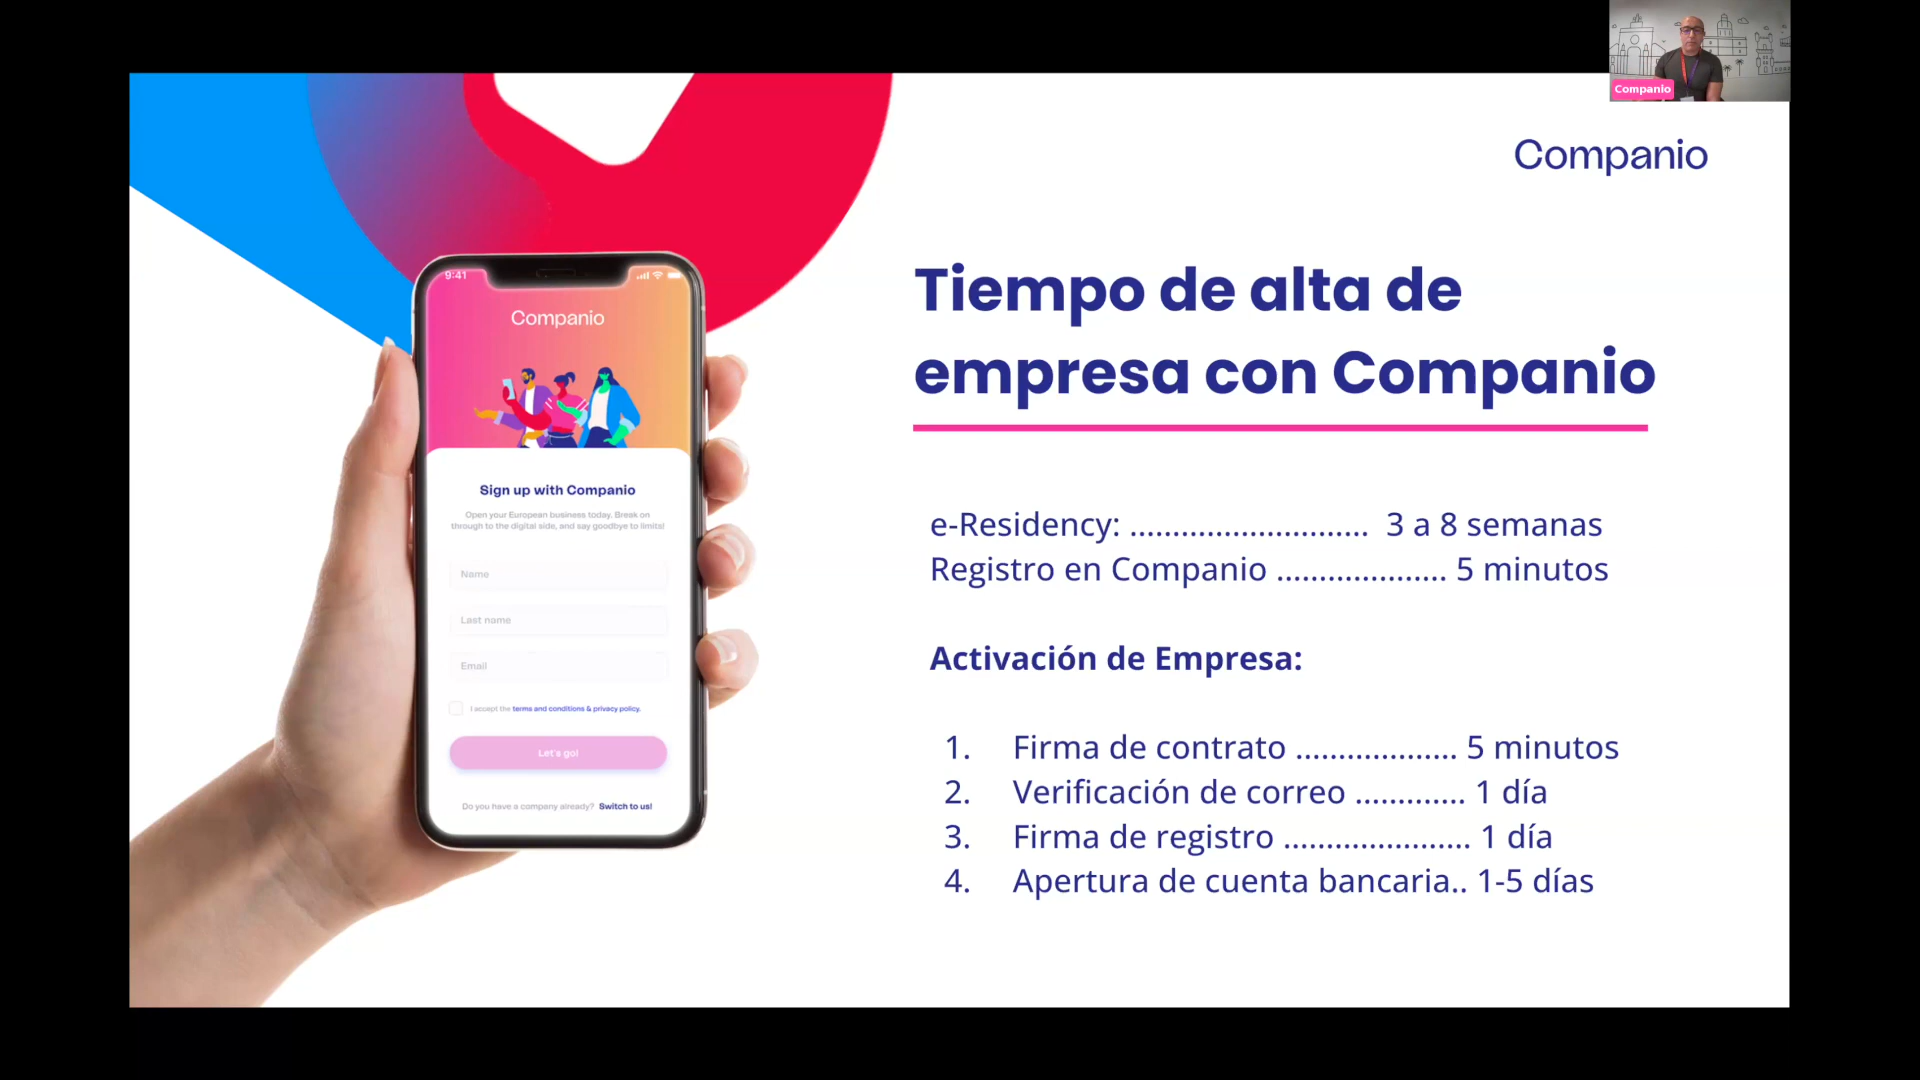 Companio
Companio
Tiempo de alta de
empresa con Companio
e-Residency: ............................ 3 a 8 semanas
Registro en Companio .................... 5 minutos
Activación de Empresa:
1. Firma de contrato ................... 5 minutos
2. Verificación de correo ............. 1 día
3. Firma de registro ...................... 1 día
4. Apertura de cuenta bancaria.. 1-5 días
9:41
Companio
Sign up with Companio
Open your European business today. Break on
through to the digital side, and say goodbye to limits!
Name
Last name
Email
I accept the terms and conditions & privacy policy.
Let's go!
Do you have a company already? Switch to us!